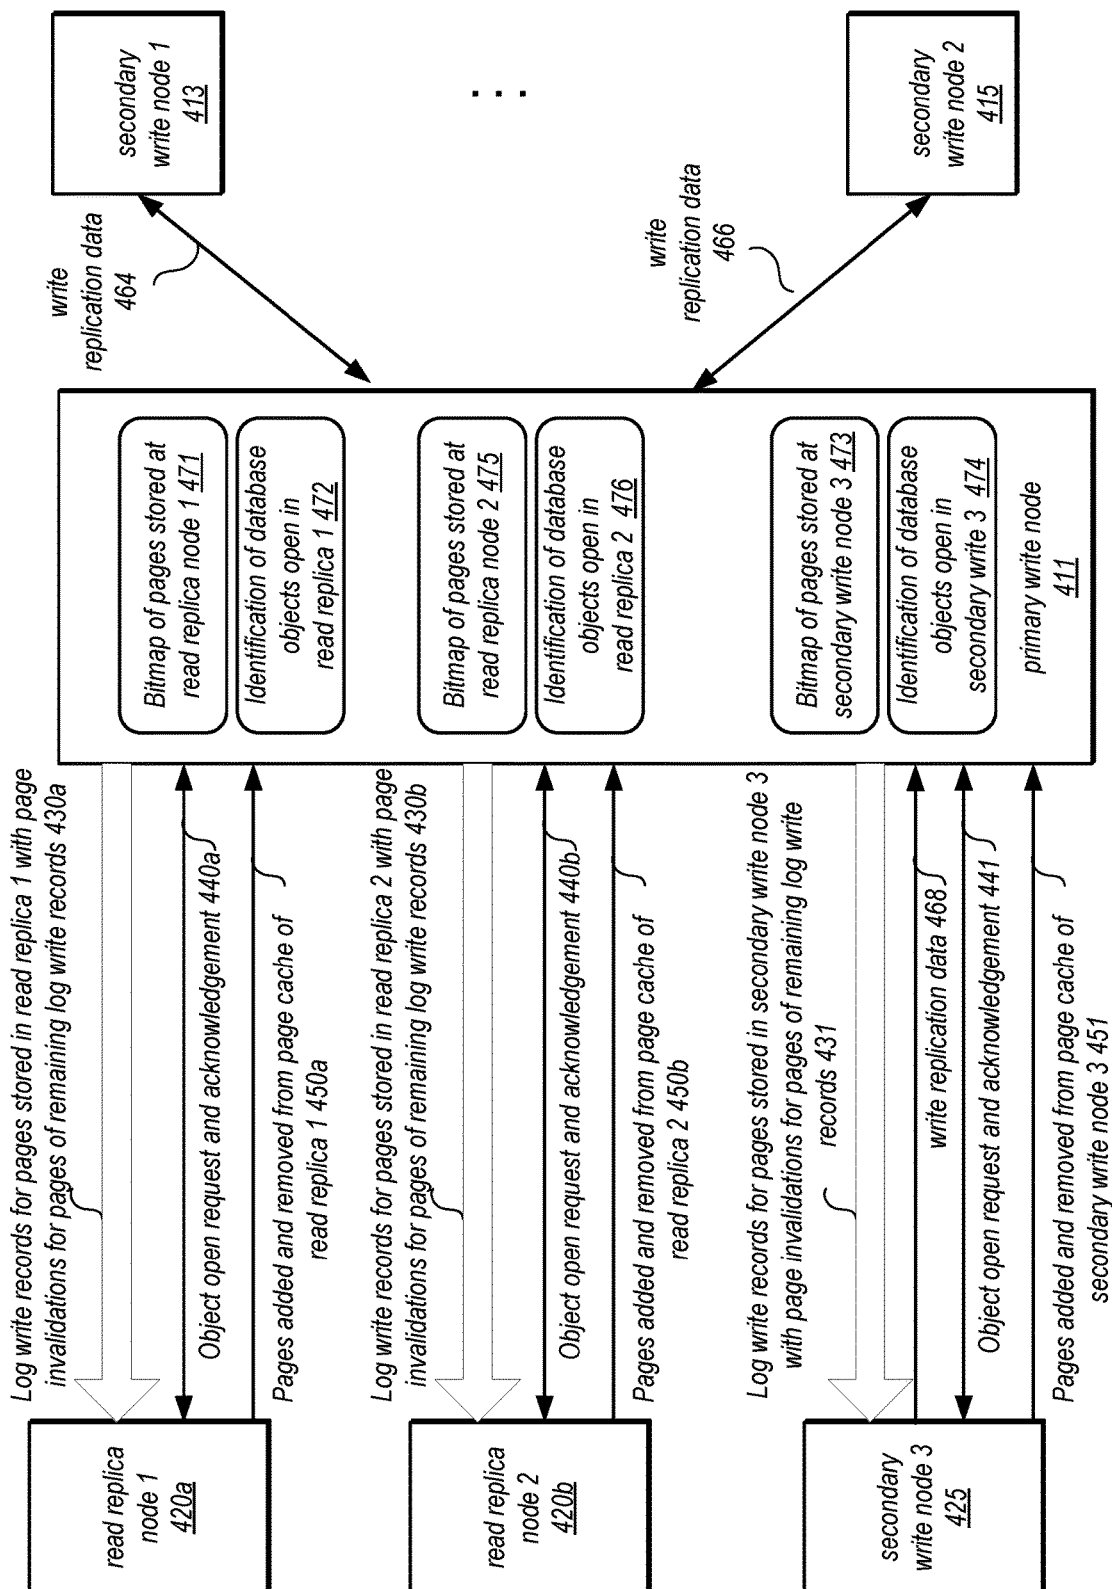 secondary
write node 1
413
. . .
secondary
write node 2
415
write
replication data
464
write
replication data
466
Bitmap of pages stored at
read replica node 1 471
Identification of database
objects open in
read replica 1 472
Bitmap of pages stored at
read replica node 2 475
Identification of database
objects open in
read replica 2 476
Bitmap of pages stored at
secondary write node 3 473
Identification of database
objects open in
secondary write 3 474
primary write node
411
Log write records for pages stored in read replica 1 with page
invalidations for pages of remaining log write records 430a
Object open request and acknowledgement 440a
Pages added and removed from page cache of
read replica 1 450a
Log write records for pages stored in read replica 2 with page
invalidations for pages of remaining log write records 430b
Object open request and acknowledgement 440b
Pages added and removed from page cache of
read replica 2 450b
Log write records for pages stored in secondary write node 3
with page invalidations for pages of remaining log write
records 431
write replication data 468
Object open request and acknowledgement 441
Pages added and removed from page cache of
secondary write node 3 451
read replica
node 1
420a
read replica
node 2
420b
secondary
write node 3
425